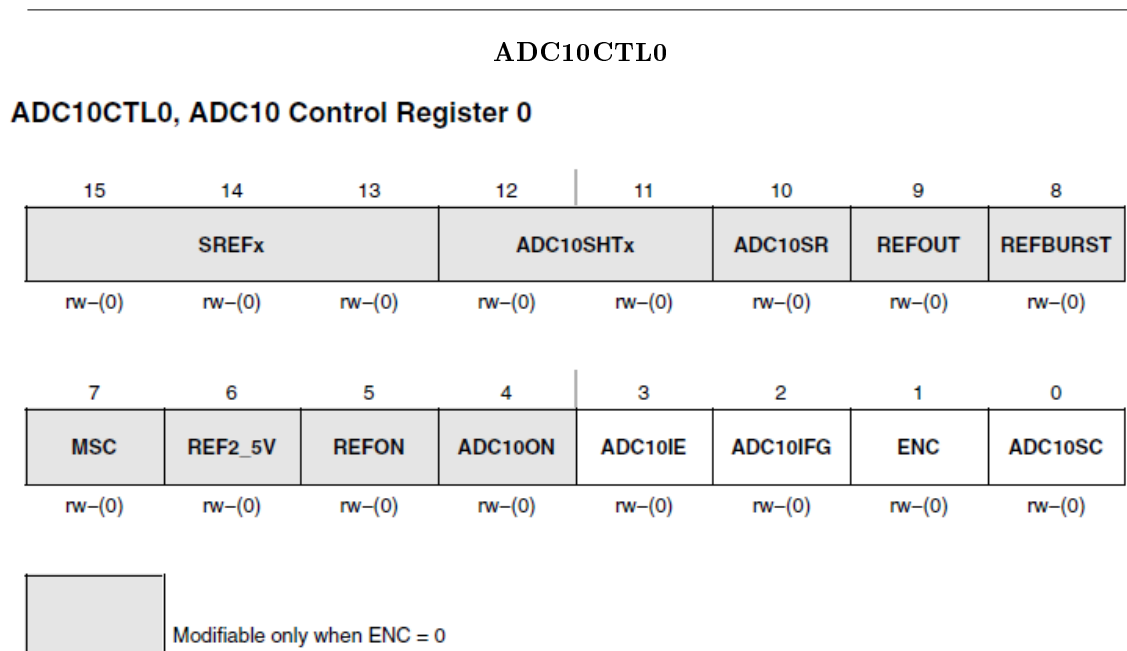 ADC10CTL0
ADC10CTL0, ADC10 Control Register 0
15 14 13 12 11 10 9 8
SREFx ADC10SHTx ADC10SR REFOUT REFBURST
rw−(0) rw−(0) rw−(0) rw−(0) rw−(0) rw−(0) rw−(0) rw−(0)
7 6 5 4 3 2 1 0
MSC REF2_5V REFON ADC10ON ADC10IE ADC10IFG ENC ADC10SC
rw−(0) rw−(0) rw−(0) rw−(0) rw−(0) rw−(0) rw−(0) rw−(0)
Modifiable only when ENC = 0